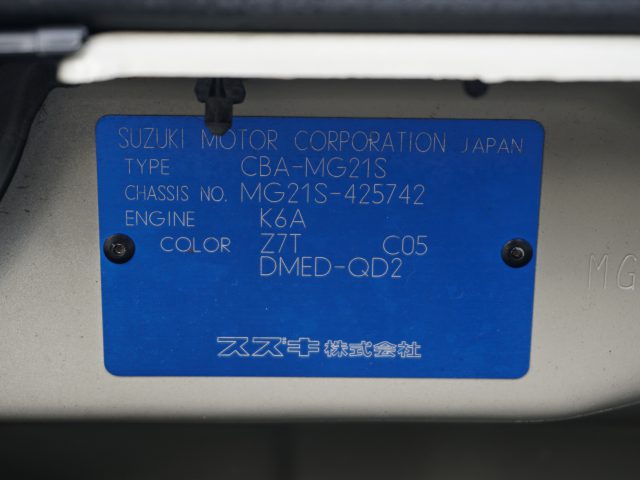 SUZUKI MOTOR CORPORATION JAPAN
TYPE CBA-MG21S
CHASSIS NO. MG21S-425742
ENGINE K6A
COLOR Z7T C05
DMED-QD2
スズキ株式会社
MG